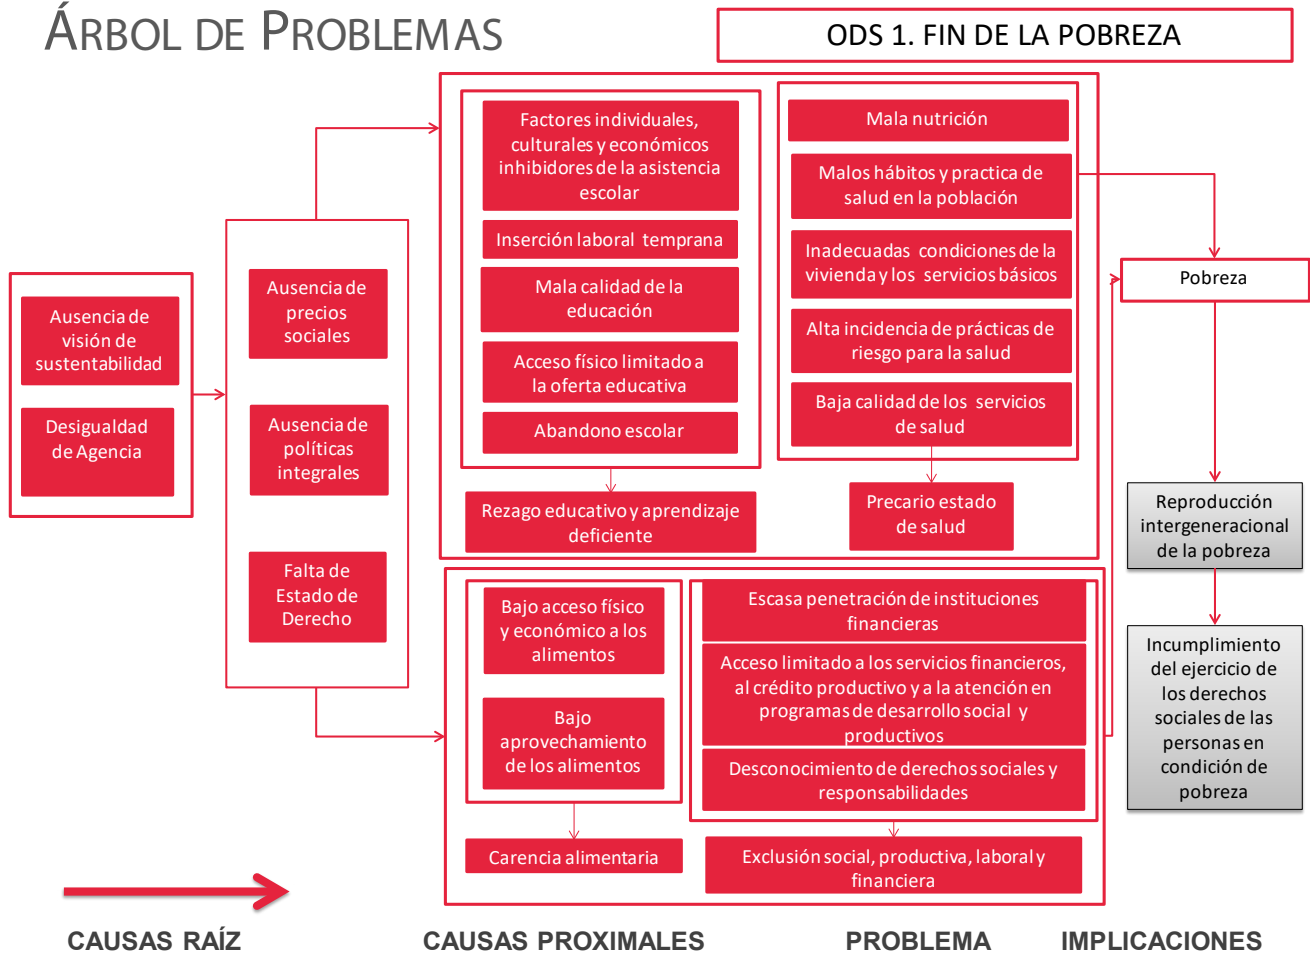 ÁRBOL DE PROBLEMAS
ODS 1. FIN DE LA POBREZA
Ausencia de
visión de
sustentabilidad
Desigualdad
de Agencia
Ausencia de
precios
sociales
Ausencia de
políticas
integrales
Falta de
Estado de
Derecho
Factores individuales,
culturales y económicos
inhibidores de la asistencia
escolar
Inserción laboral temprana
Mala calidad de la
educación
Acceso físico limitado a
la oferta educativa
Abandono escolar
Rezago educativo y aprendizaje
deficiente
Mala nutrición
Malos hábitos y practica de
salud en la población
Inadecuadas condiciones de la
vivienda y los servicios básicos
Alta incidencia de prácticas de
riesgo para la salud
Baja calidad de los servicios
de salud
Precario estado
de salud
Bajo acceso físico
y económico a los
alimentos
Bajo
aprovechamiento
de los alimentos
Carencia alimentaria
Escasa penetración de instituciones
financieras
Acceso limitado a los servicios financieros,
al crédito productivo y a la atención en
programas de desarrollo social y
productivos
Desconocimiento de derechos sociales y
responsabilidades
Exclusión social, productiva, laboral y
financiera
Pobreza
Reproducción
intergeneracional
de la pobreza
Incumplimiento
del ejercicio de
los derechos
sociales de las
personas en
condición de
pobreza
CAUSAS RAÍZ
CAUSAS PROXIMALES
PROBLEMA
IMPLICACIONES